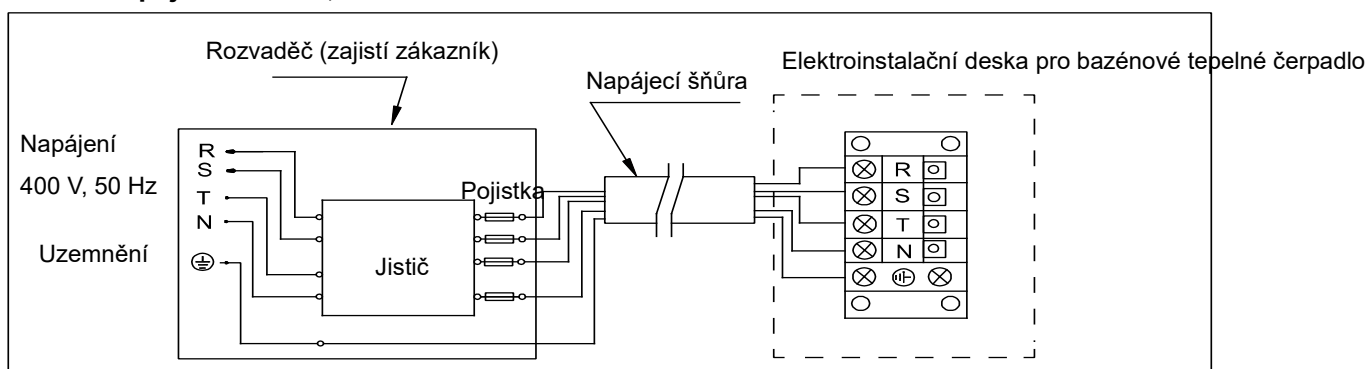 Rozvaděč (zajistí zákazník)
Elektroinstalační deska pro bazénové tepelné čerpadlo
Napájecí šňůra
Napájení
400 V, 50 Hz
Uzemnění
R
S
T
N
Pojistka
Jistič
R
S
T
N